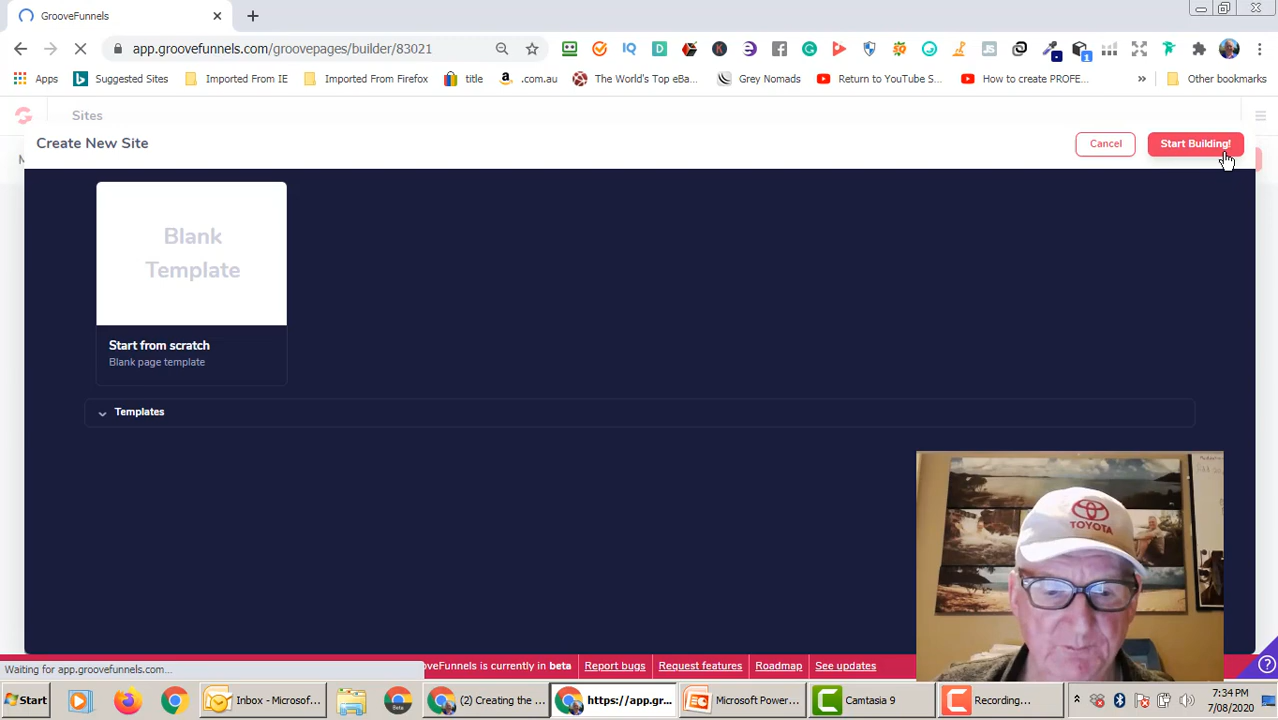 GrooveFunnels
app.groovefunnels.com/groovepages/builder/83021
Apps
Suggested Sites
Imported From IE
Imported From Firefox
title
.com.au
The World's Top eBa...
Grey Nomads
Return to YouTube S...
How to create PROFE...
»
Other bookmarks
Sites
Create New Site
Cancel
Start Building!
Blank
Template
Start from scratch
Blank page template
Templates
TOYOTA
Waiting for app.groovefunnels.com...
ooveFunnels is currently in beta
Report bugs
Request features
Roadmap
See updates
Start
Inbox - Microsof...
Beta
(2) Creating the ...
https://app.gr...
Microsoft Power...
Camtasia 9
Recording...
7:34 PM
7/08/2020